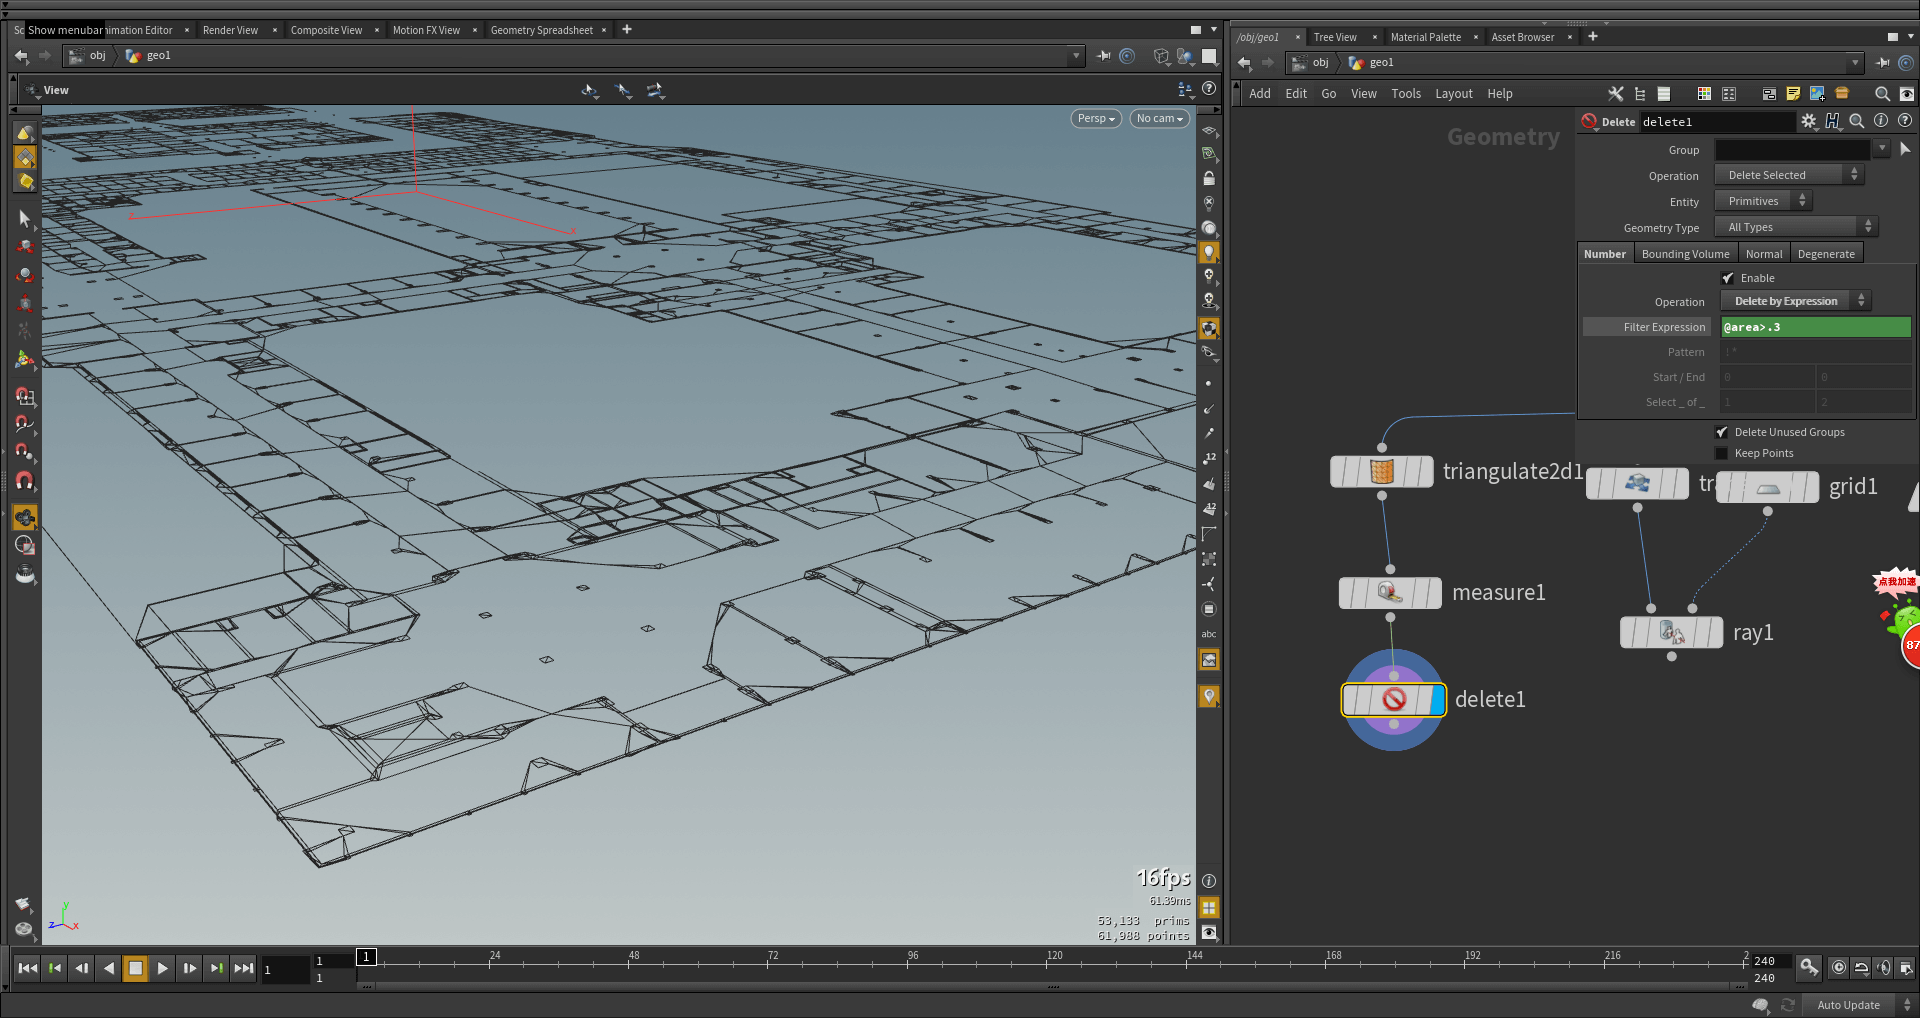 Sc
Show menubar
nimation Editor
Render View
Composite View
Motion FX View
Geometry Spreadsheet
obj
geo1
View
Persp
No cam
z
x
16fps
61.39ms
53,133 prims
61,988 points
y
z
x
12
12
abc
/obj/geo1
Tree View
Material Palette
Asset Browser
obj
geo1
Add
Edit
Go
View
Tools
Layout
Help
Geometry
Delete
delete1
Group
Operation
Delete Selected
Entity
Primitives
Geometry Type
All Types
Number
Bounding Volume
Normal
Degenerate
Enable
Operation
Delete by Expression
Filter Expression
@area>.3
Pattern
!*
Start / End
0
0
Select _ of _
1
2
Delete Unused Groups
Keep Points
triangulate2d1
tr
grid1
measure1
ray1
delete1
点我加速
87
1
1
1
1
24
48
72
96
120
144
168
192
216
2
240
240
Auto Update